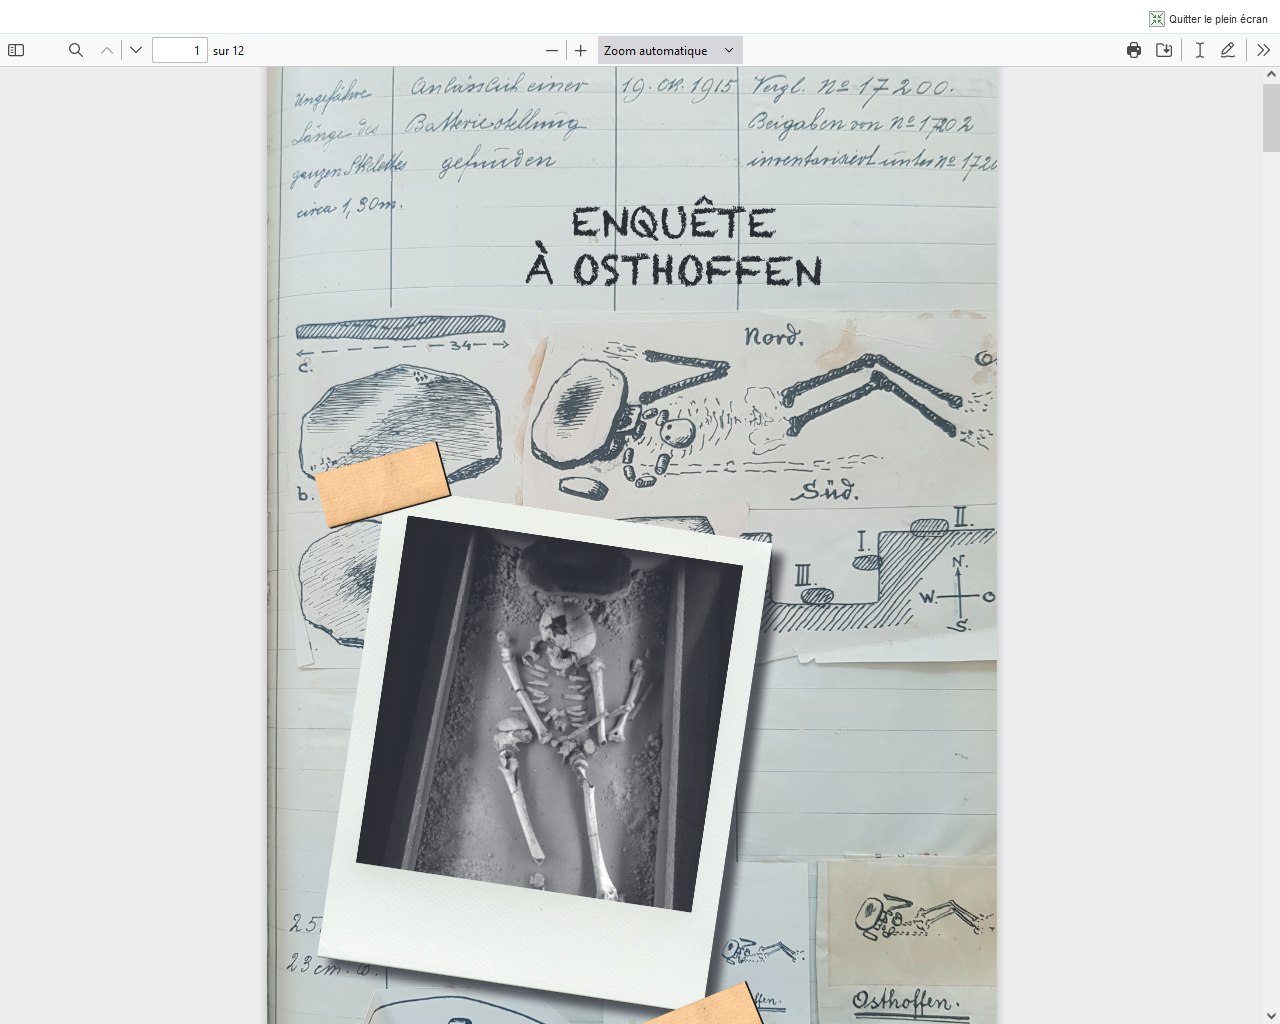 Quitter le plein écran
1 sur 12
Zoom automatique
Ungefähre
Länge des
ganzen Skelettes
circa 1,30m.
Anlässlich einer
Batteriestellung
gefunden
19. Ok. 1915
Vergl. No 17200.
Beigaben von No 17202
inventarisiert unter No 1720
ENQUÊTE
À OSTHOFFEN
34
c.
Nord.
b.
Süd.
II.
I.
III.
N.
W. O
S.
25.
23 cm.
ffen.
Osthoffen.